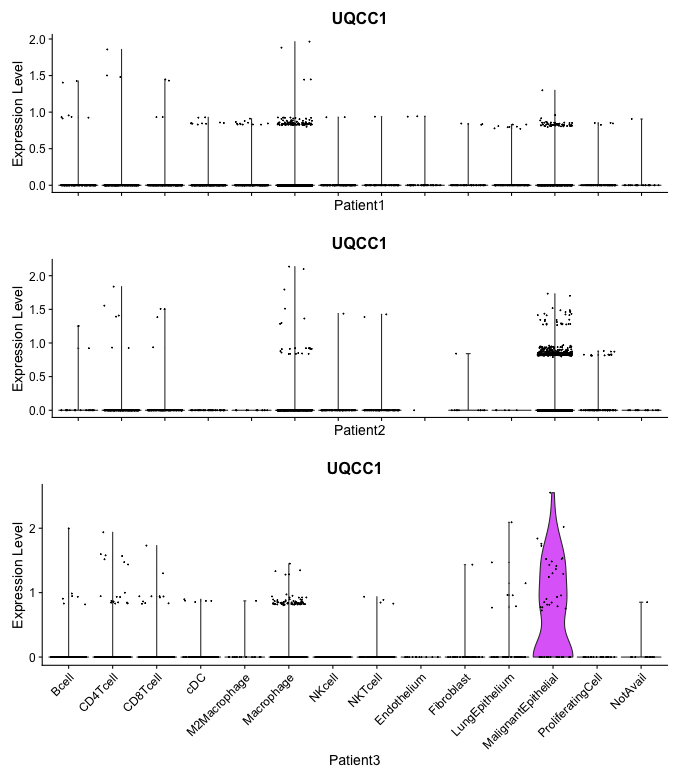 UQCC1
Expression Level
2.0
1.5
1.0
0.5
0.0
Patient1
UQCC1
Expression Level
2.0
1.5
1.0
0.5
0.0
Patient2
UQCC1
Expression Level
2
1
0
Bcell
CD4Tcell
CD8Tcell
cDC
M2Macrophage
Macrophage
NKcell
NKTcell
Endothelium
Fibroblast
LungEpithelium
MalignantEpithelial
ProliferatingCell
NotAvail
Patient3